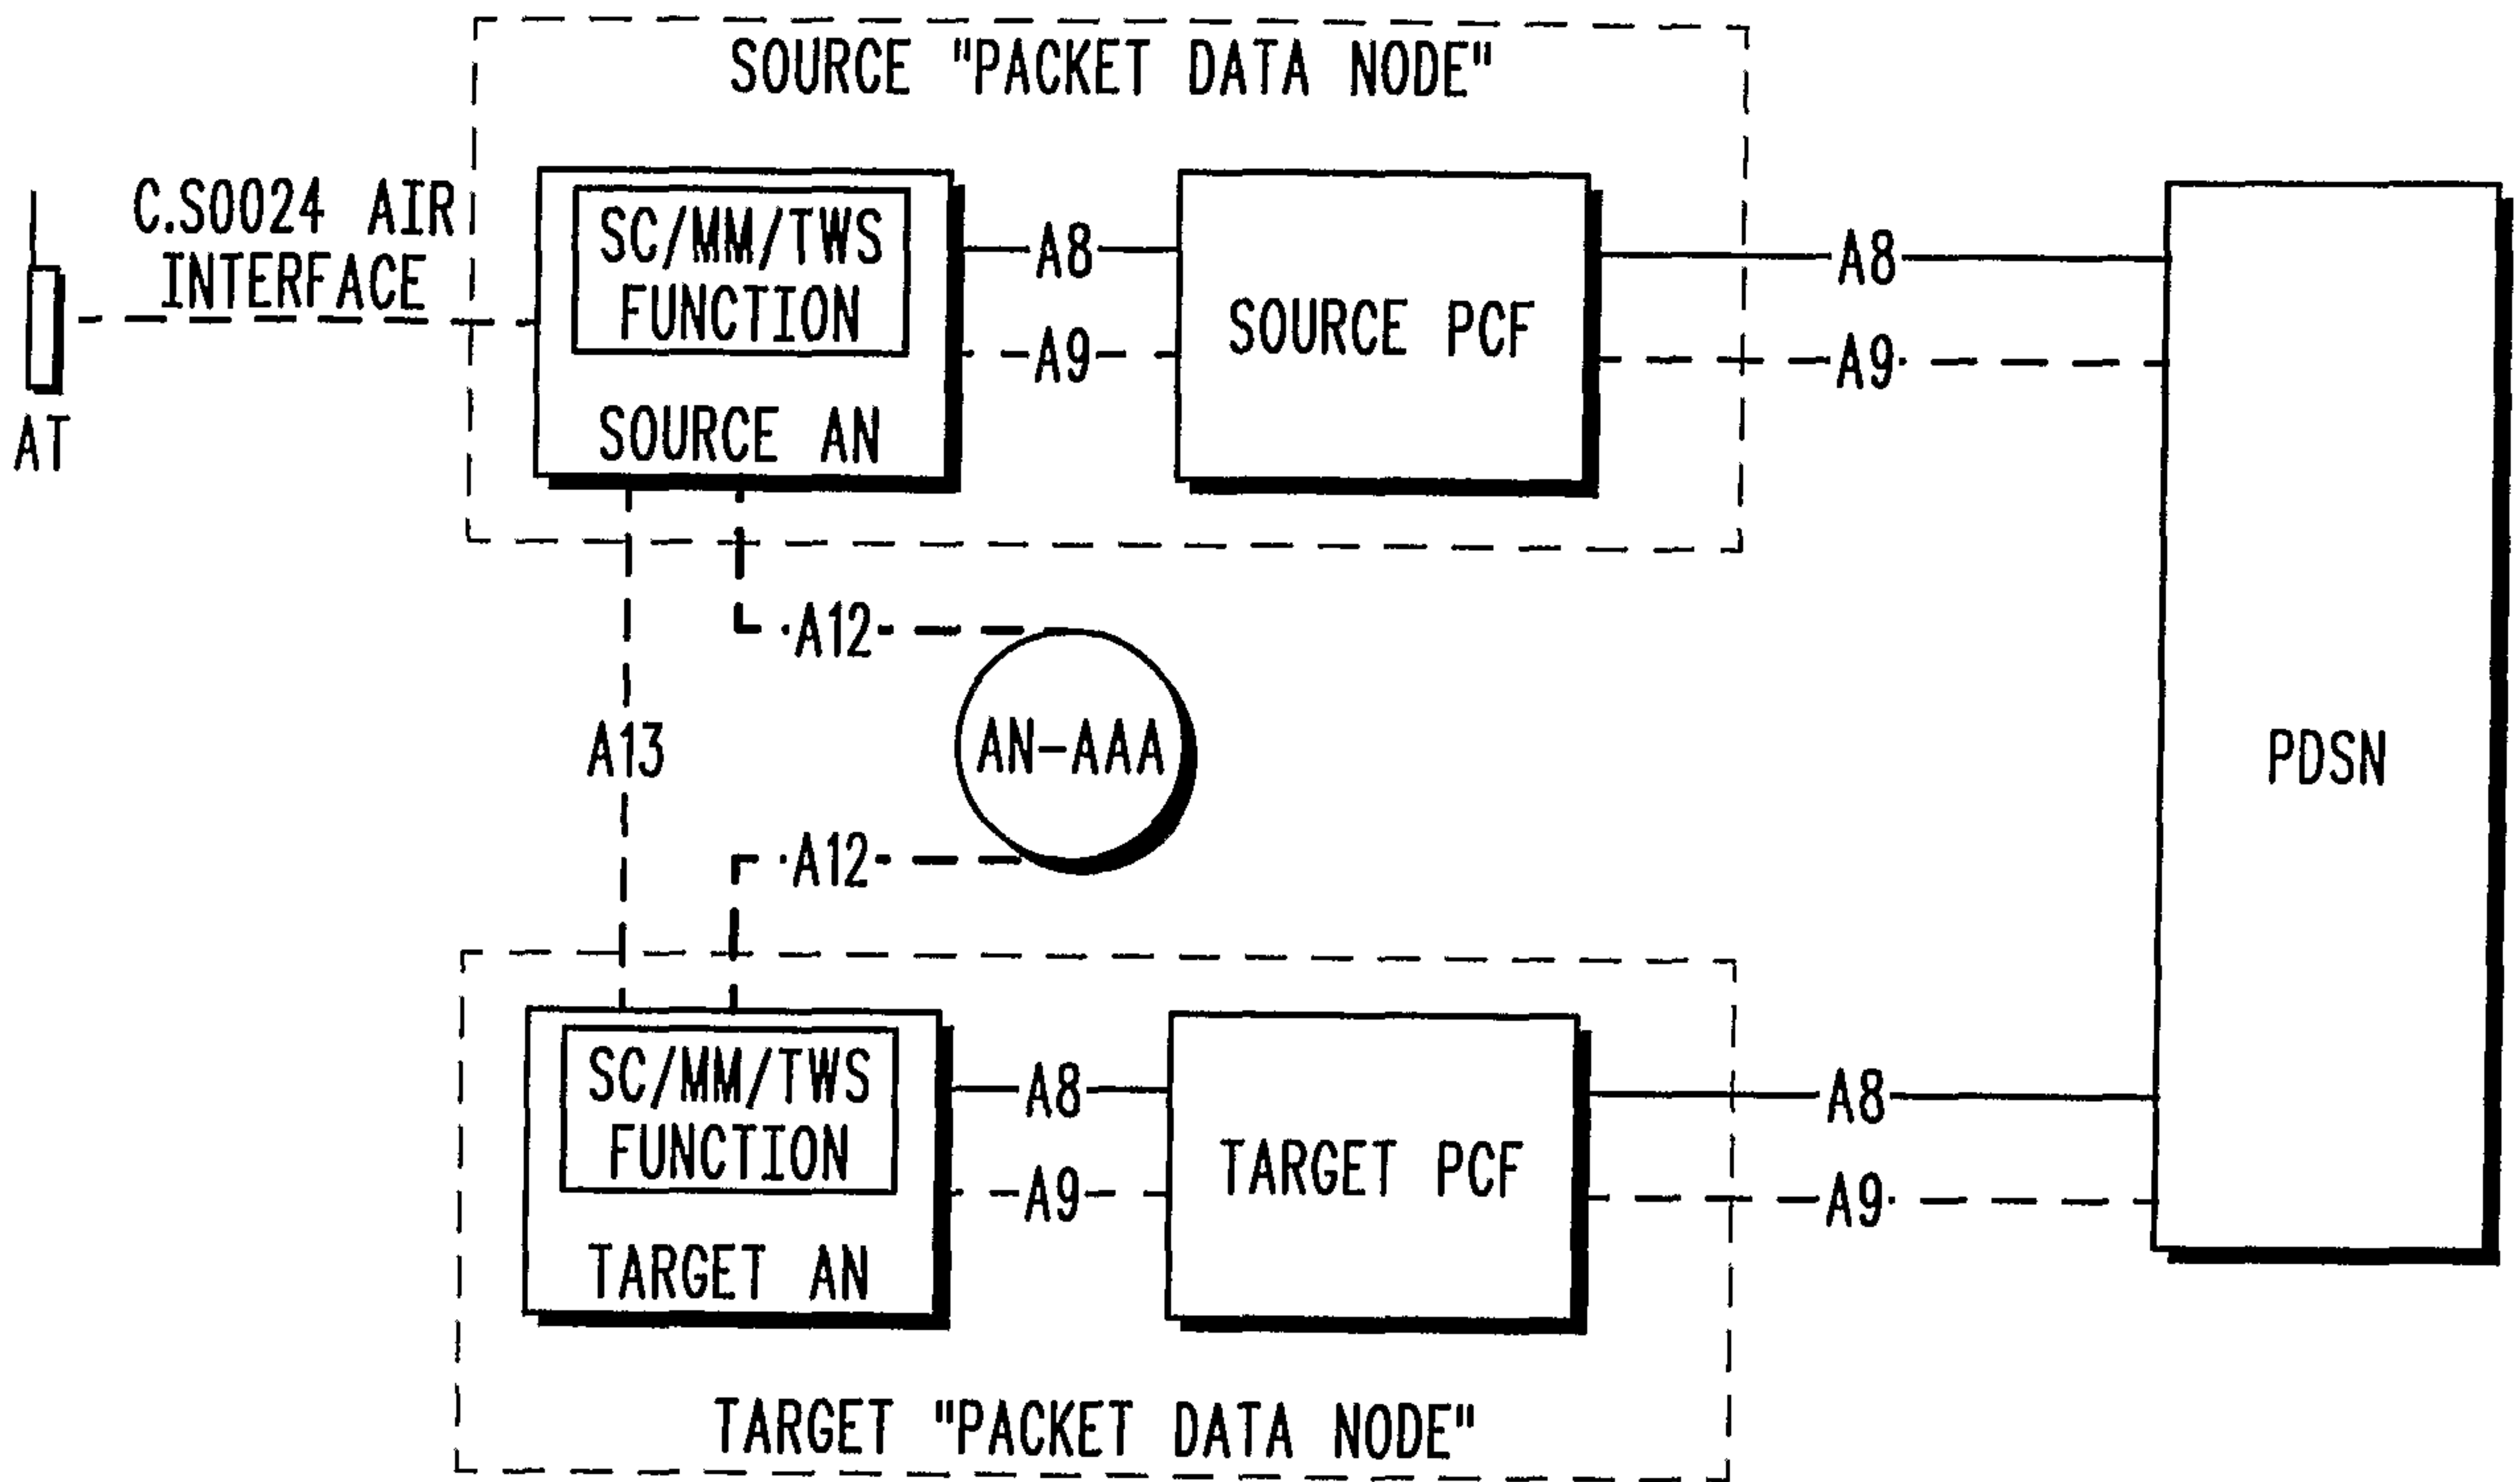 SOURCE "PACKET DATA NODE"
C.S0024 AIR
INTERFACE
AT
SC/MM/TWS
FUNCTION
SOURCE AN
A8
A9
SOURCE PCF
A8
A9
A12
A13
AN-AAA
A12
PDSN
SC/MM/TWS
FUNCTION
TARGET AN
A8
A9
TARGET PCF
A8
A9
TARGET "PACKET DATA NODE"